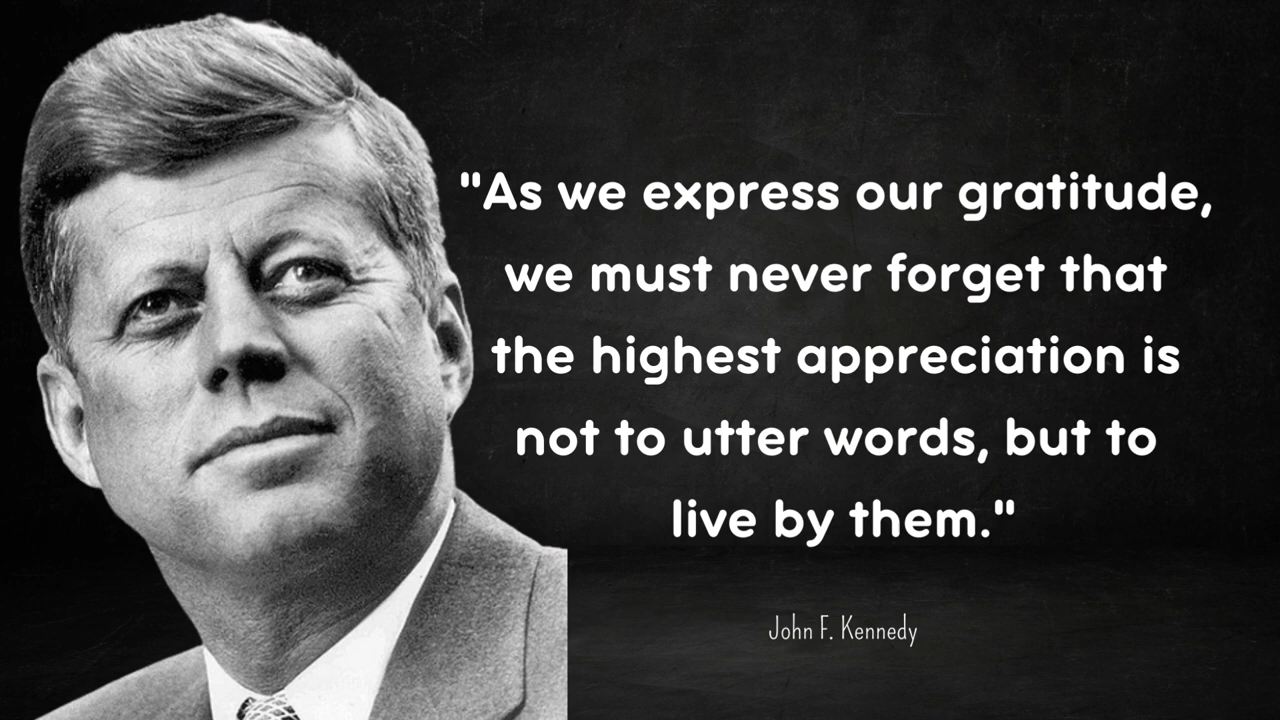 "As we express our gratitude,
we must never forget that
the highest appreciation is
not to utter words, but to
live by them."
John F. Kennedy